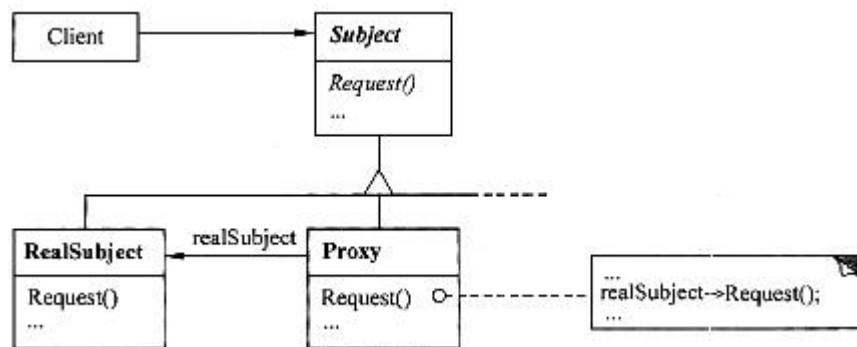 Client
Subject
Request()
...
RealSubject
Request()
...
realSubject
Proxy
Request()
...
...
realSubject->Request();
...